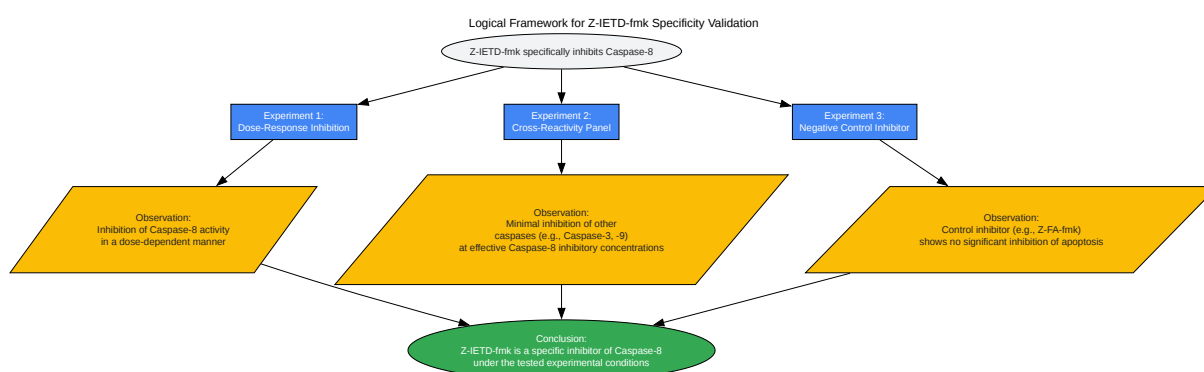 Logical Framework for Z-IETD-fmk Specificity Validation
Z-IETD-fmk specifically inhibits Caspase-8
Experiment 1:
Dose-Response Inhibition
Experiment 2:
Cross-Reactivity Panel
Experiment 3:
Negative Control Inhibitor
Observation:
Inhibition of Caspase-8 activity
in a dose-dependent manner
Observation:
Minimal inhibition of other
caspases (e.g., Caspase-3, -9)
at effective Caspase-8 inhibitory concentrations
Observation:
Control inhibitor (e.g., Z-FA-fmk)
shows no significant inhibition of apoptosis
Conclusion:
Z-IETD-fmk is a specific inhibitor of Caspase-8
under the tested experimental conditions